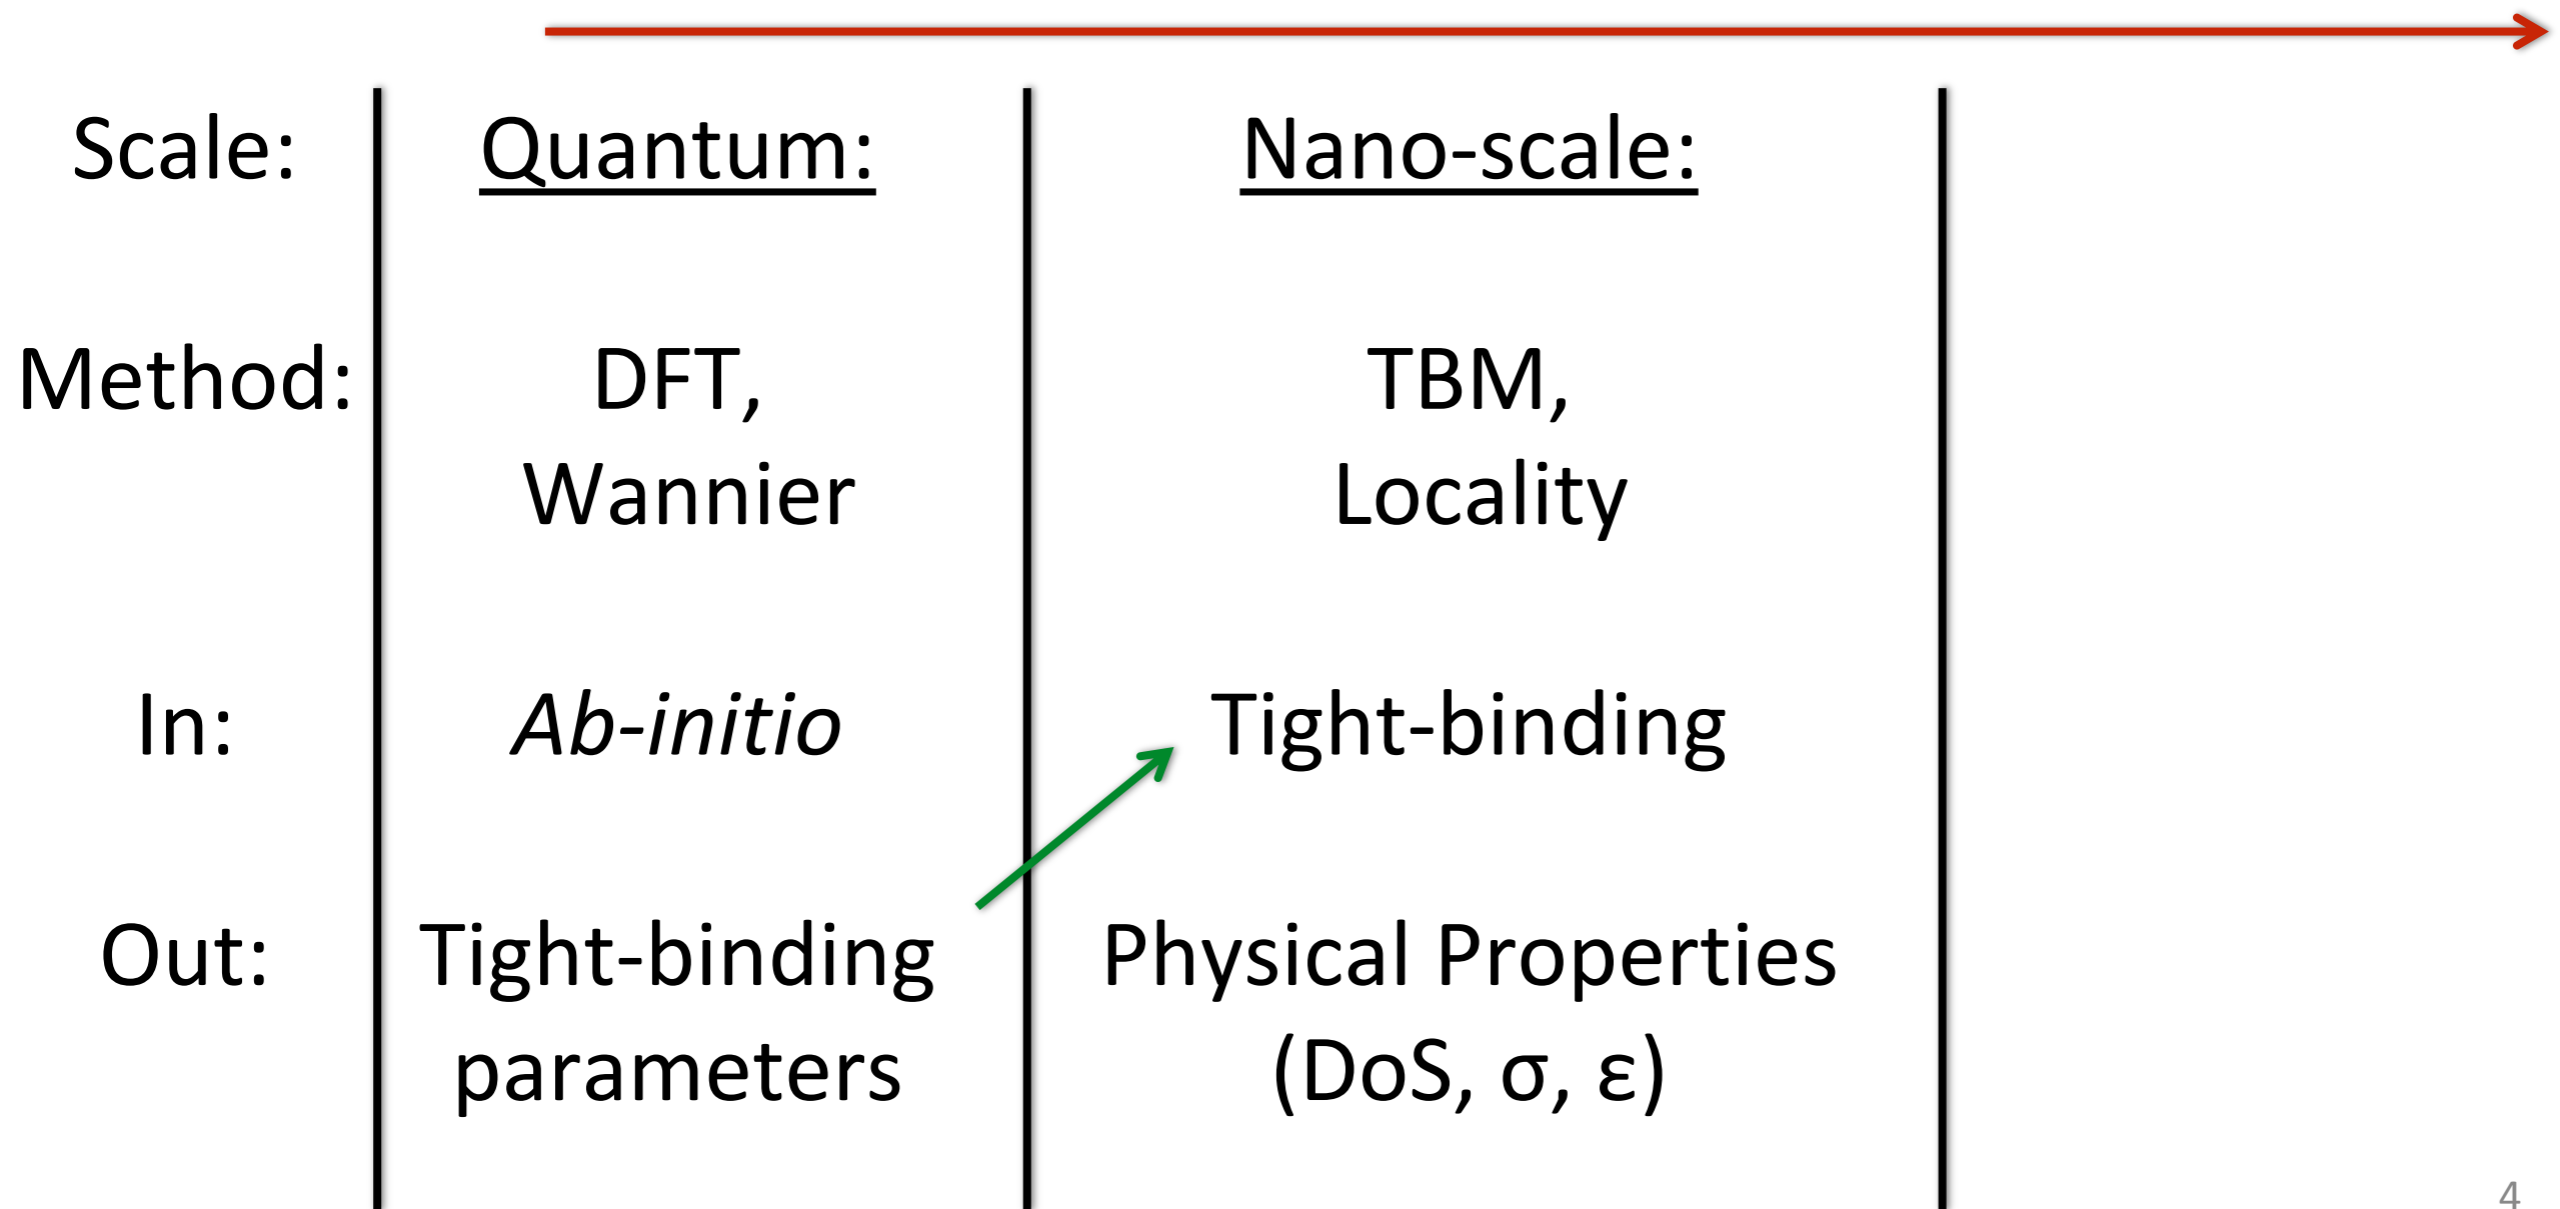 Scale: Quantum: Nano-scale:
Method: DFT, TBM,
Wannier Locality
In: Ab-initio Tight-binding
Out: Tight-binding Physical Properties
parameters (DoS, σ, ε)
4